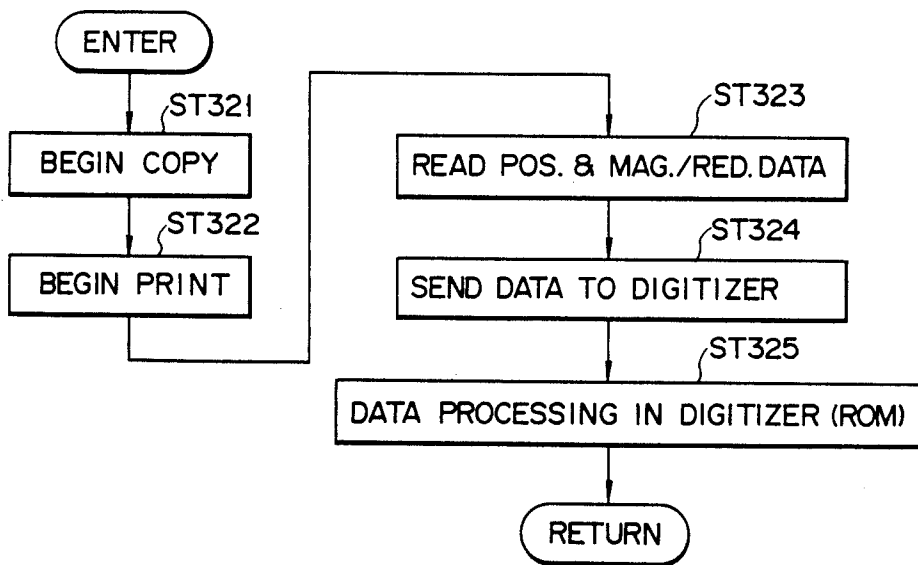 ENTER
ST321
BEGIN COPY
ST322
BEGIN PRINT
ST323
READ POS. & MAG./RED. DATA
ST324
SEND DATA TO DIGITIZER
ST325
DATA PROCESSING IN DIGITIZER (ROM)
RETURN